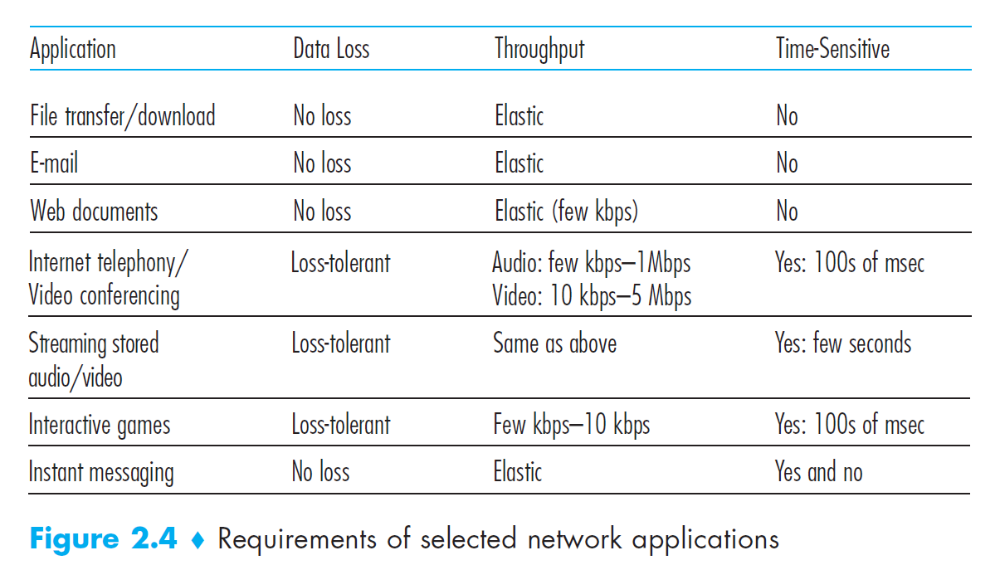 Application Data Loss Throughput Time-Sensitive
File transfer/download No loss Elastic No
E-mail No loss Elastic No
Web documents No loss Elastic (few kbps) No
Internet telephony/ Loss-tolerant Audio: few kbps–1Mbps Yes: 100s of msec
Video conferencing Video: 10 kbps–5 Mbps
Streaming stored Loss-tolerant Same as above Yes: few seconds
audio/video
Interactive games Loss-tolerant Few kbps–10 kbps Yes: 100s of msec
Instant messaging No loss Elastic Yes and no
Figure 2.4 ♦ Requirements of selected network applications